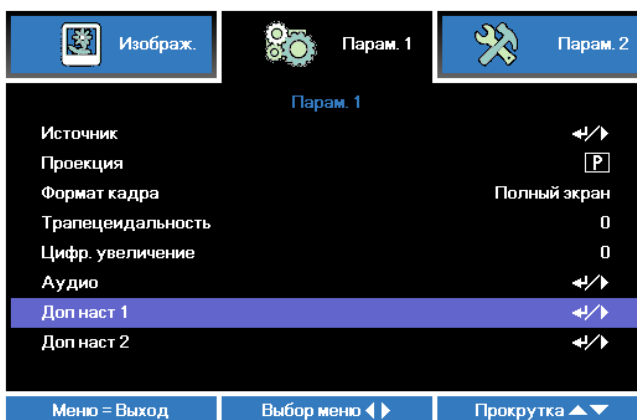 Изображ. Парам. 1 Парам. 2
Парам. 1
Источник
Проекция P
Формат кадра Полный экран
Трапецеидальность 0
Цифр. увеличение 0
Аудио
Доп наст 1
Доп наст 2
Меню = Выход Выбор меню Прокрутка